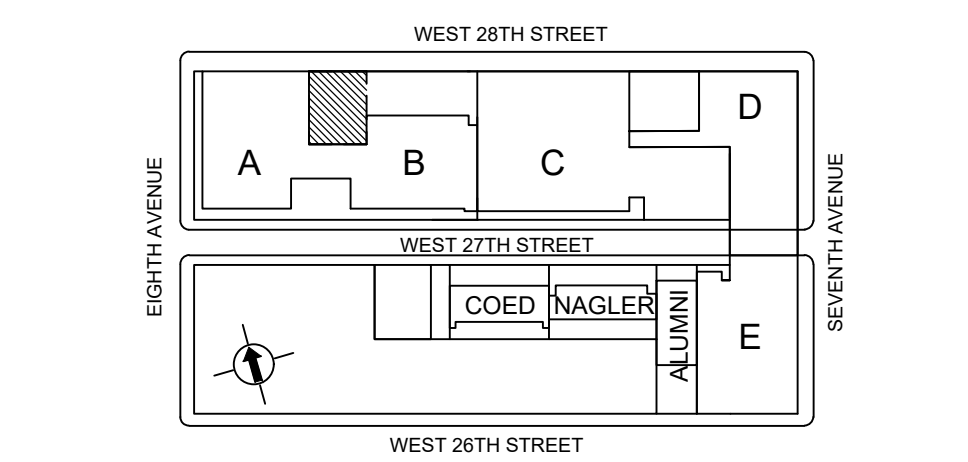 WEST 28TH STREET
EIGHTH AVENUE
A
B
C
D
SEVENTH AVENUE
WEST 27TH STREET
COED
NAGLER
ALUMNI
E
WEST 26TH STREET